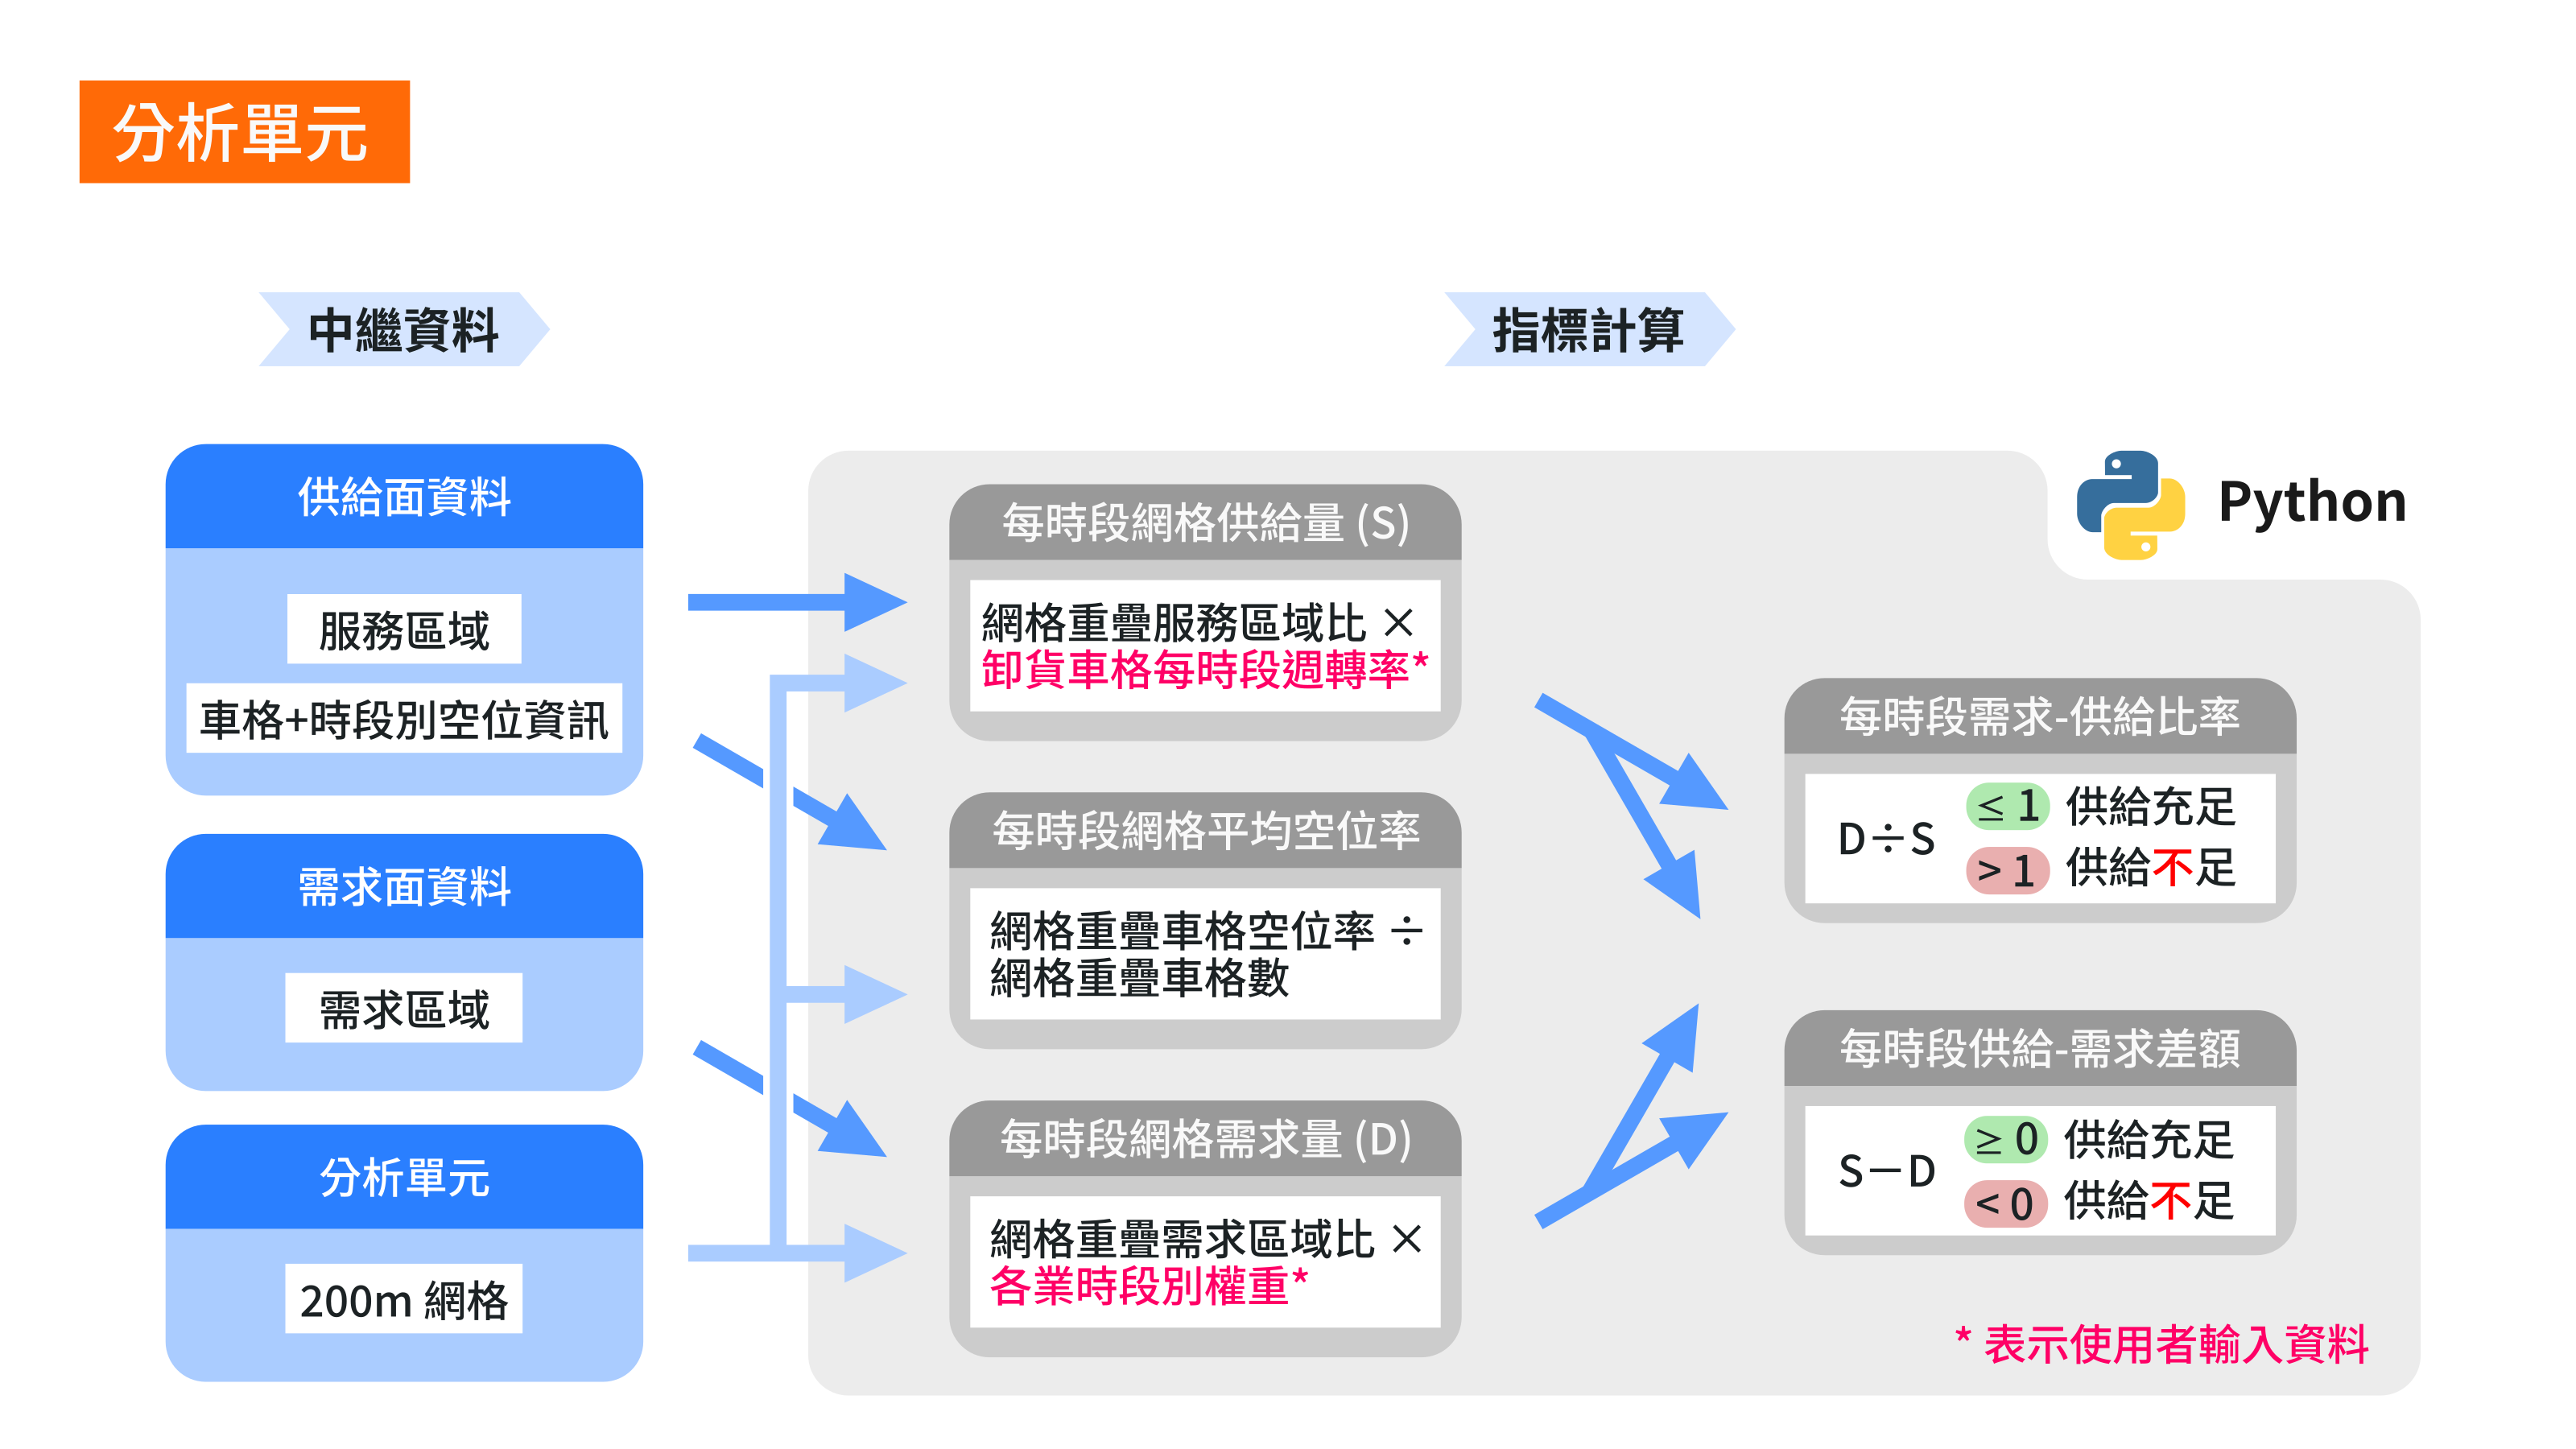 分析單元
中繼資料
供給面資料
服務區域
車格+時段別空位資訊
需求面資料
需求區域
分析單元
200m 網格
指標計算
Python
每時段網格供給量 (S)
網格重疊服務區域比 ×
卸貨車格每時段週轉率*
每時段網格平均空位率
網格重疊車格空位率 ÷
網格重疊車格數
每時段網格需求量 (D)
網格重疊需求區域比 ×
各業時段別權重*
每時段需求-供給比率
D÷S
≤ 1 供給充足
> 1 供給不足
每時段供給-需求差額
S－D
≥ 0 供給充足
< 0 供給不足
* 表示使用者輸入資料